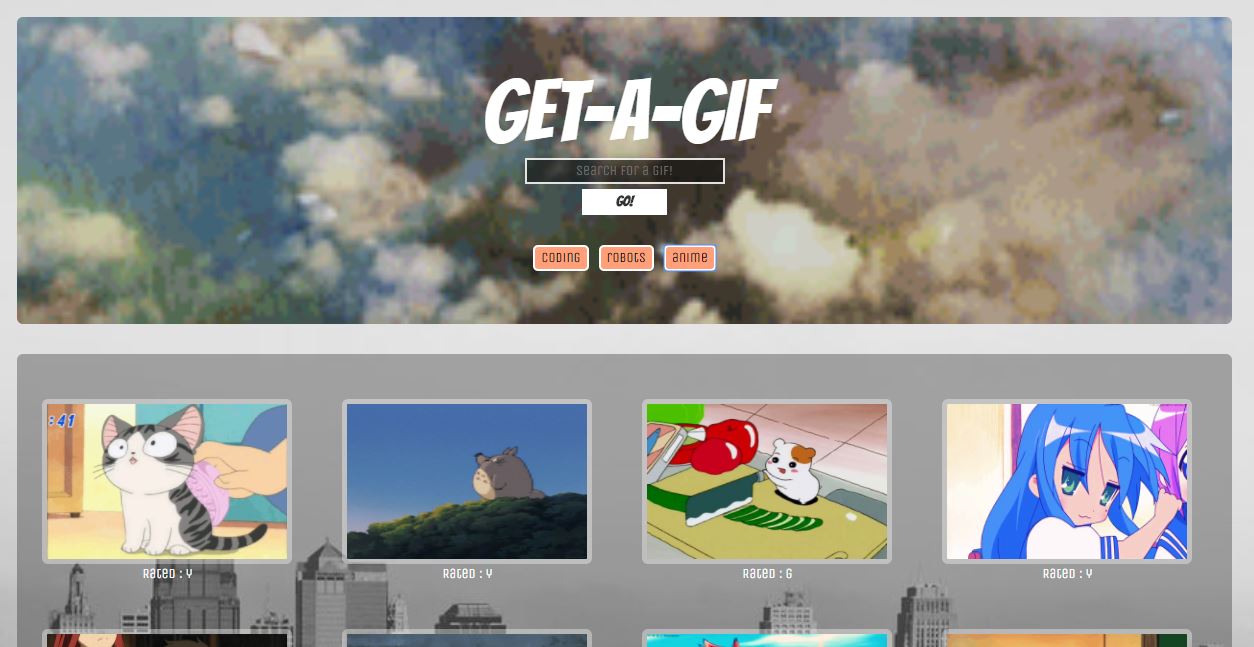 GET-A-GIF
Search for a GIF!
GO!
coding robots anime
:41
Rated : Y Rated : Y Rated : G Rated : Y